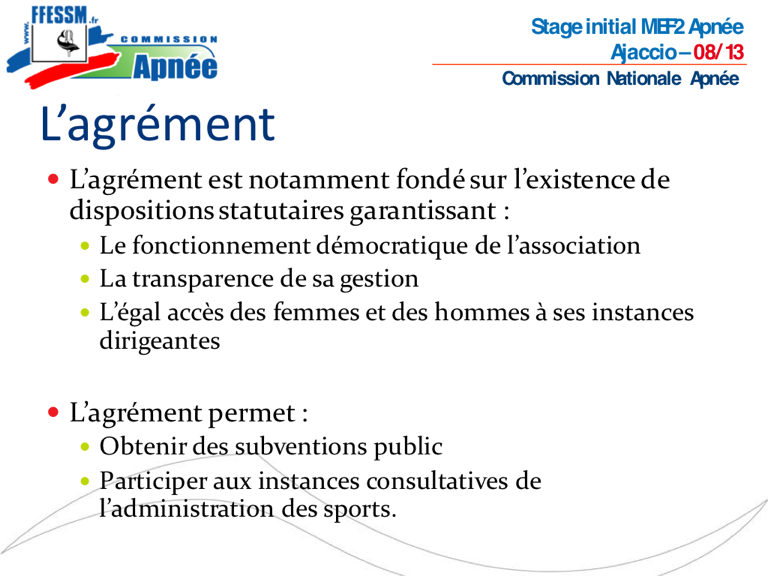 www.FFESSM.fr
COMMISSION
Apnée
Stage initial MEF2 Apnée
Ajaccio – 08/13
Commission Nationale Apnée
L’agrément
• L’agrément est notamment fondé sur l’existence de
dispositions statutaires garantissant :
• Le fonctionnement démocratique de l’association
• La transparence de sa gestion
• L’égal accès des femmes et des hommes à ses instances
dirigeantes
• L’agrément permet :
• Obtenir des subventions public
• Participer aux instances consultatives de
l’administration des sports.